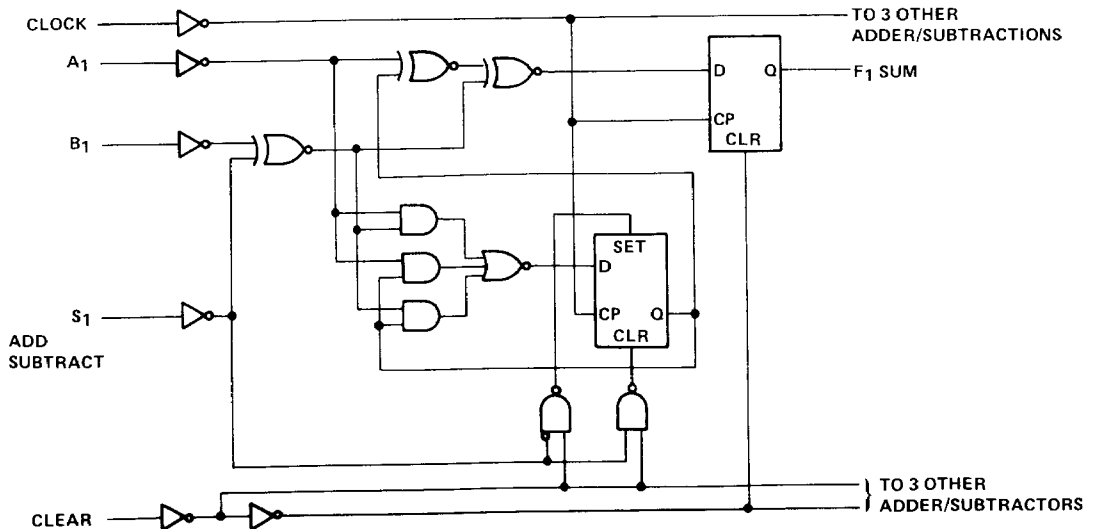 CLOCK
TO 3 OTHER
ADDER/SUBTRACTIONS
A1
D
Q
F1 SUM
CP
CLR
B1
SET
D
S1
CP
Q
CLR
ADD
SUBTRACT
TO 3 OTHER
ADDER/SUBTRACTORS
CLEAR